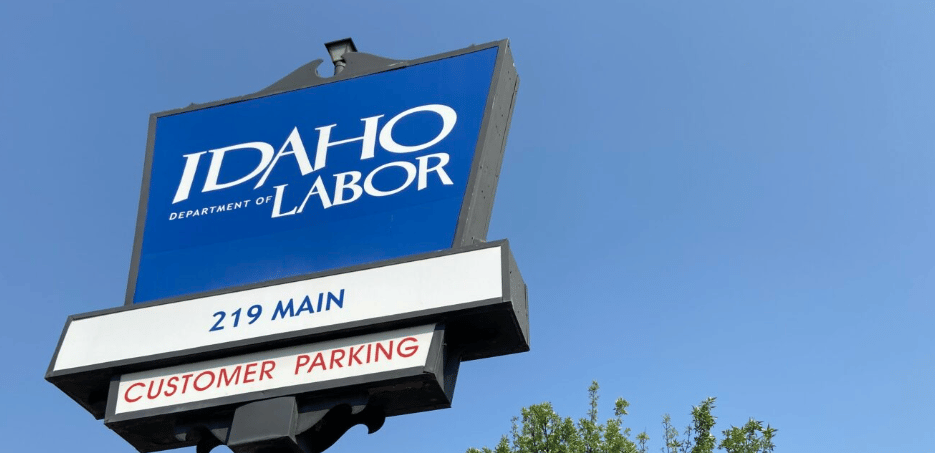 IDAHO
DEPARTMENT OF LABOR
219 MAIN
CUSTOMER PARKING